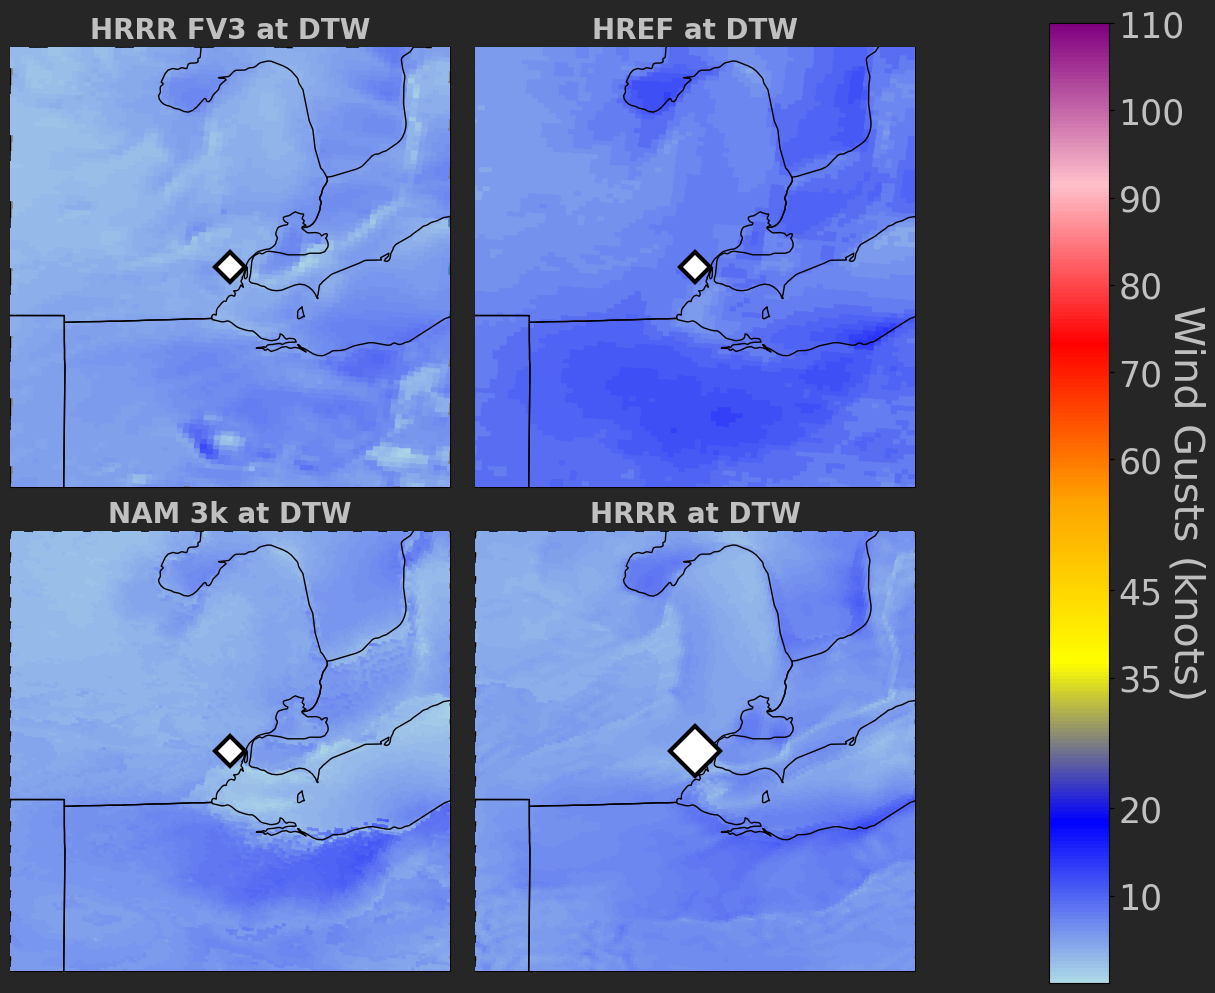 HRRR FV3 at DTW
HREF at DTW
NAM 3k at DTW
HRRR at DTW
110
100
90
80
70
60
45
35
20
10
Wind Gusts (knots)